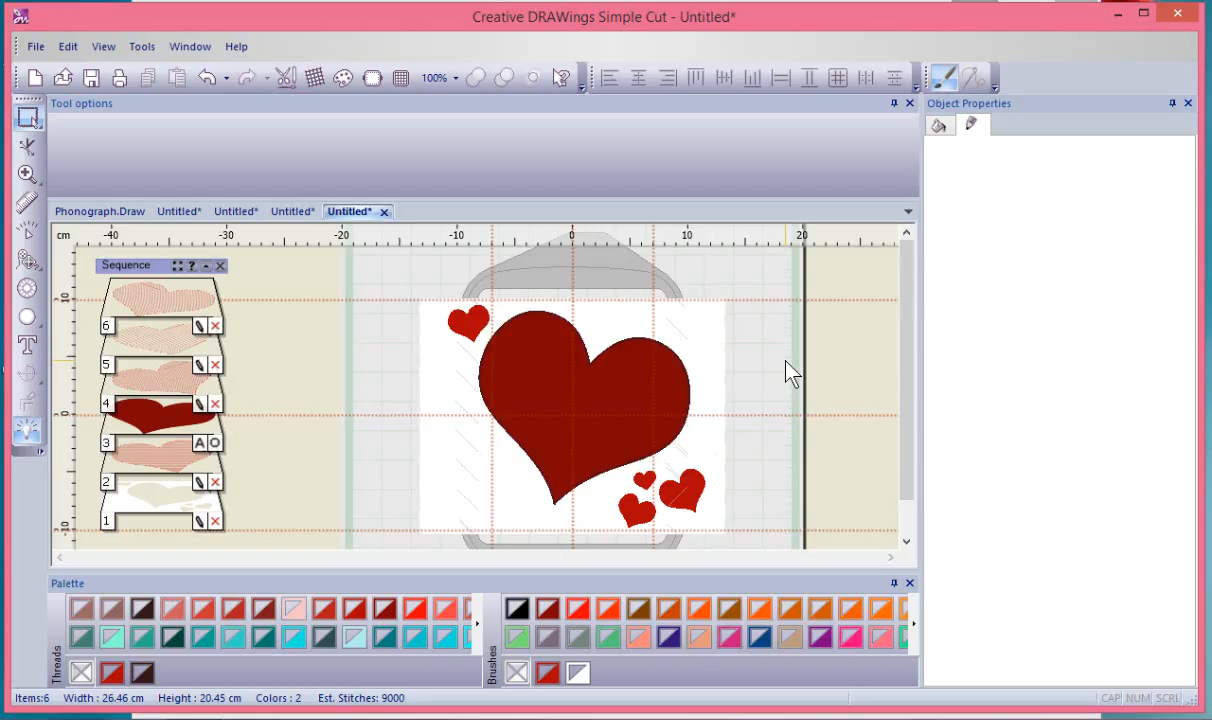 Creative DRAWings Simple Cut - Untitled*
File Edit View Tools Window Help
100%
Tool options
Object Properties
Phonograph.Draw Untitled* Untitled* Untitled* Untitled*
cm -40 -30 -20 -10 0 10 20
Sequence
10
6
5
4
0
3 A O
2
1
-10
Palette
Threads
Brushes
Items:6 Width : 26.46 cm Height : 20.45 cm Colors : 2 Est. Stitches: 9000 CAP NUM SCRL